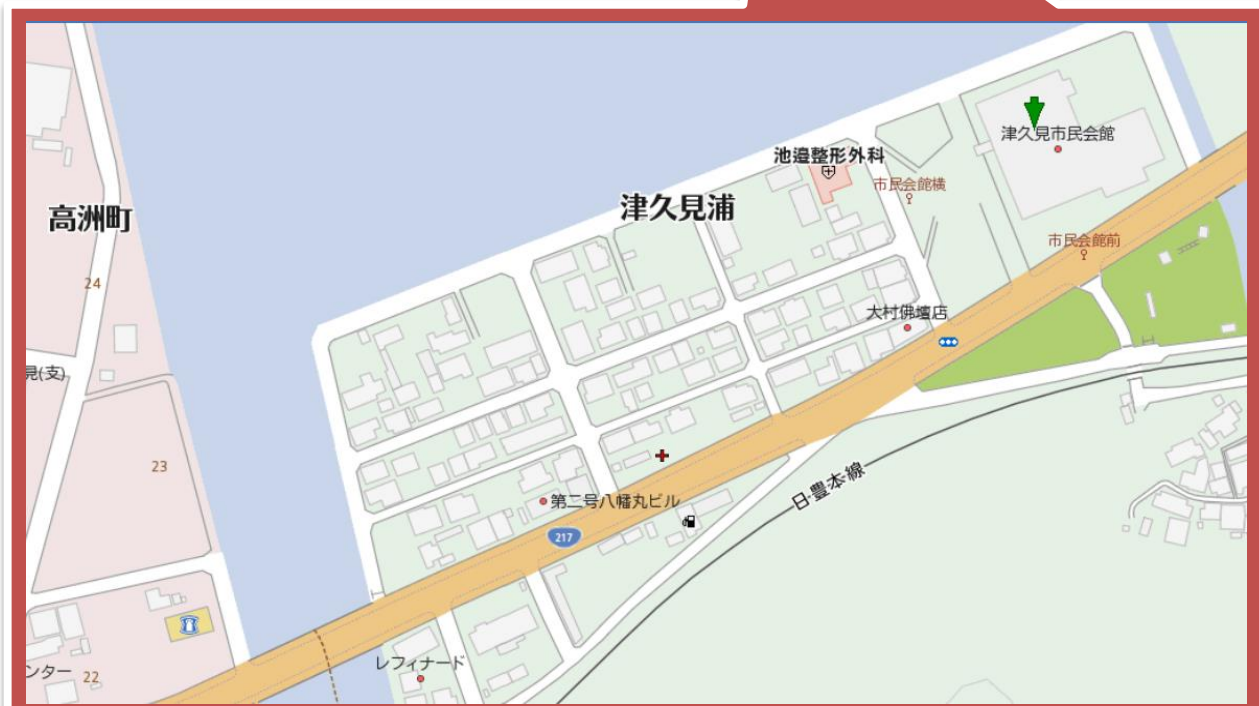 津久見市民会館
池邉整形外科
市民会館横
津久見浦
高洲町
市民会館前
24
大村佛壇店
見(支)
23
日豊本線
第二号八幡丸ビル
217
レフィナード
ンター
22